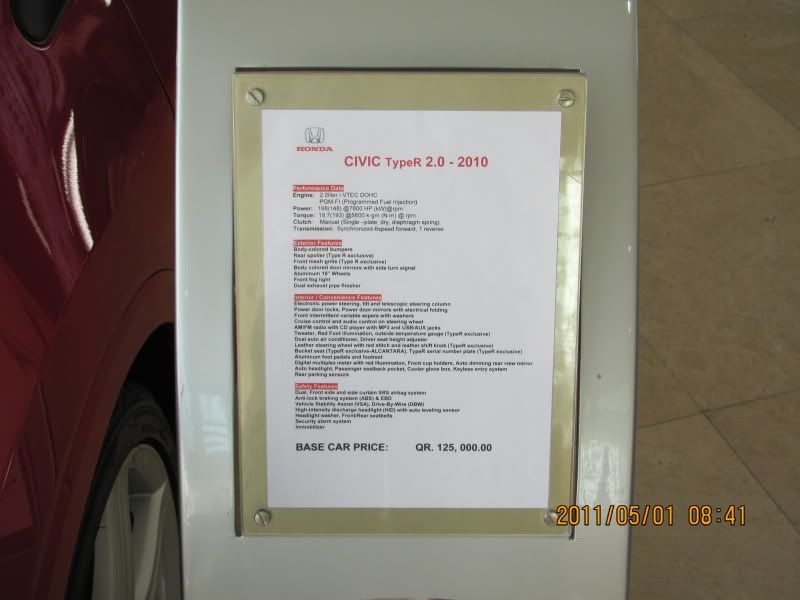 HONDA
CIVIC TypeR 2.0 - 2010
Performance Data
Engine: 2.0liter i-VTEC DOHC
PGM-FI (Programmed Fuel Injection)
Power: 198(148) @7800 HP (kW)@rpm
Torque: 19.7(193) @5600 k-gm (N-m) @ rpm
Clutch: Manual (Single –plate, dry, diaphragm spring)
Transmission: Synchronized-6speed forward, 1 reverse
Exterior Features
Body-colored bumpers
Rear spoiler (Type R exclusive)
Front mesh grille (Type R exclusive)
Body colored door mirrors with side turn signal
Aluminum 18" Wheels
Front fog light
Dual exhaust pipe finisher
Interior / Convenience Features
Electronic power steering, tilt and telescopic steering column
Power door locks, Power door mirrors with electrical folding
Front intermittent variable wipers with washers
Cruise control and audio control on steering wheel
AM/FM radio with CD player with MP3 and USB/AUX jacks
Tweeter, Red Foot illumination, outside temperature gauge (TypeR exclusive)
Dual auto air conditioner, Driver seat height adjuster
Leather steering wheel with red stitch and leather shift knob (TypeR exclusive)
Bucket seat (TypeR exclusive-ALCANTARA), TypeR serial number plate (TypeR exclusive)
Aluminum foot pedals and footrest
Digital multiplex meter with red illumination, Front cup holders, Auto dimming rear view mirror
Auto headlight, Passenger seatback pocket, Cooler glove box, Keyless entry system
Rear parking sensors
Safety Features
Dual, Front side and side curtain SRS airbag system
Anti-lock braking system (ABS) & EBD
Vehicle Stability Assist (VSA), Drive-By-Wire (DBW)
High-intensity discharge headlight (HID) with auto leveling sensor
Headlight washer, Front/Rear seatbelts
Security alarm system
Immobilizer
BASE CAR PRICE: QR. 125, 000.00
2011/05/01 08:41